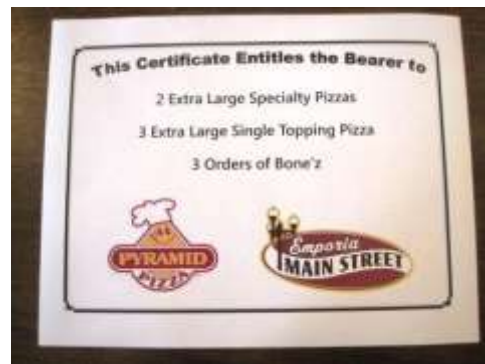 This Certificate Entitles the Bearer to
2 Extra Large Specialty Pizzas
3 Extra Large Single Topping Pizza
3 Orders of Bone'z
PYRAMID
PIZZA
Emporia
MAIN STREET